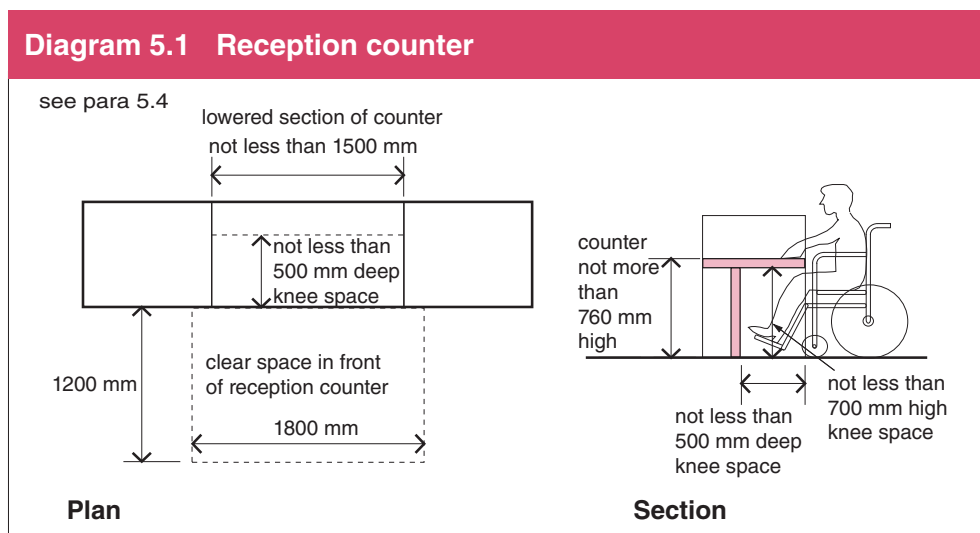 Diagram 5.1 Reception counter
see para 5.4
lowered section of counter
not less than 1500 mm
not less than
500 mm deep
knee space
1200 mm
clear space in front
of reception counter
1800 mm
Plan
counter
not more
than
760 mm
high
not less than
700 mm high
knee space
not less than
500 mm deep
knee space
Section